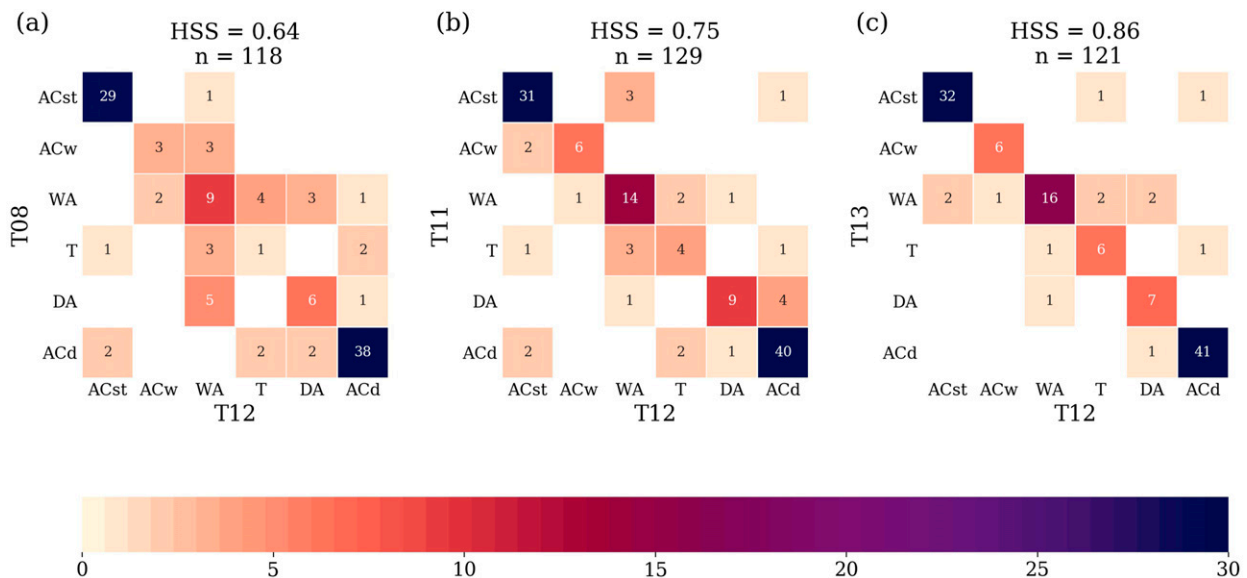 (a)
HSS = 0.64
n = 118
(b)
HSS = 0.75
n = 129
(c)
HSS = 0.86
n = 121
T08
ACst 29 1
ACw 3 3
WA 2 9 4 3 1
T 1 3 1 2
DA 5 6 1
ACd 2 2 2 38
ACst ACw WA T DA ACd
T12
T11
ACst 31 3 1
ACw 2 6
WA 1 14 2 1
T 1 3 4 1
DA 1 9 4
ACd 2 2 1 40
ACst ACw WA T DA ACd
T12
T13
ACst 32 1 1
ACw 6
WA 2 1 16 2 2
T 1 6 1
DA 1 7
ACd 1 41
ACst ACw WA T DA ACd
T12
0 5 10 15 20 25 30